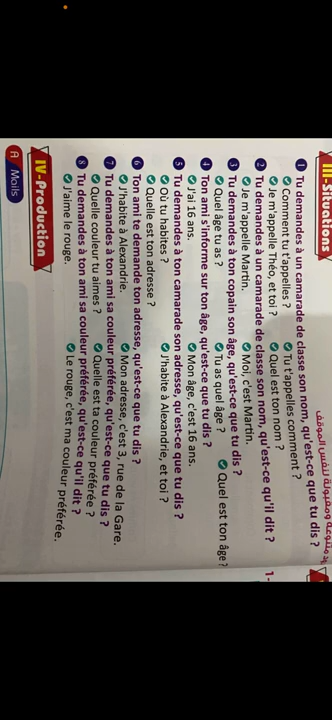 III-Situations
ردود متنوعة ومقبولة لنفس الموقف
1 Tu demandes à un camarade de classe son nom, qu'est-ce que tu dis ?
Comment tu t'appelles ? Tu t'appelles comment ?
Je m'appelle Théo, et toi ? Quel est ton nom ?
2 Tu demandes à un camarade de classe son nom, qu'est-ce qu'il dit ?
Je m'appelle Martin. Moi, c'est Martin.
3 Tu demandes à ton copain son âge, qu'est-ce que tu dis ?
Quel âge tu as ? Tu as quel âge ? Quel est ton âge ?
4 Ton ami s'informe sur ton âge, qu'est-ce que tu dis ?
J'ai 16 ans. Mon âge, c'est 16 ans.
5 Tu demandes à ton camarade son adresse, qu'est-ce que tu dis ?
Où tu habites ? J'habite à Alexandrie, et toi ?
Quelle est ton adresse ?
6 Ton ami te demande ton adresse, qu'est-ce que tu dis ?
J'habite à Alexandrie. Mon adresse, c'est 3, rue de la Gare.
7 Tu demandes à ton ami sa couleur préférée, qu'est-ce que tu dis ?
Quelle couleur tu aimes ? Quelle est ta couleur préférée ?
8 Tu demandes à ton ami sa couleur préférée, qu'est-ce qu'il dit ?
J'aime le rouge. Le rouge, c'est ma couleur préférée.
IV-Production
A Mails
1-